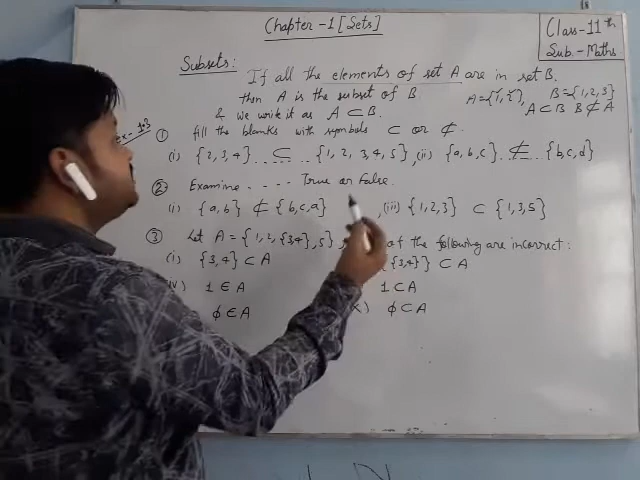 Chapter -1 [Sets]
Class-11th
Sub.- Maths
Subsets:
If all the elements of set A are in set B.
then A is the subset of B.
& we write it as A ⊂ B.
A={1,2}, B={1,2,3}
A ⊂ B B ⊄ A
① fill the blanks with symbols ⊂ or ⊄.
(i) {2,3,4} ..... ⊂ ..... {1, 2, 3, 4, 5}, (ii) {a,b,c} .. ⊄ .. {b,c,d}
② Examine . . . . True or False.
(i) {a,b} ⊄ {b,c,a} , (iii) {1,2,3} ⊂ {1,3,5}
③ Let A = {1, 2, {3,4}, 5}, of the following are incorrect:
(i) {3,4} ⊂ A {{3,4}} ⊂ A
1 ∈ A 1 ⊂ A
ϕ ∈ A ϕ ⊂ A